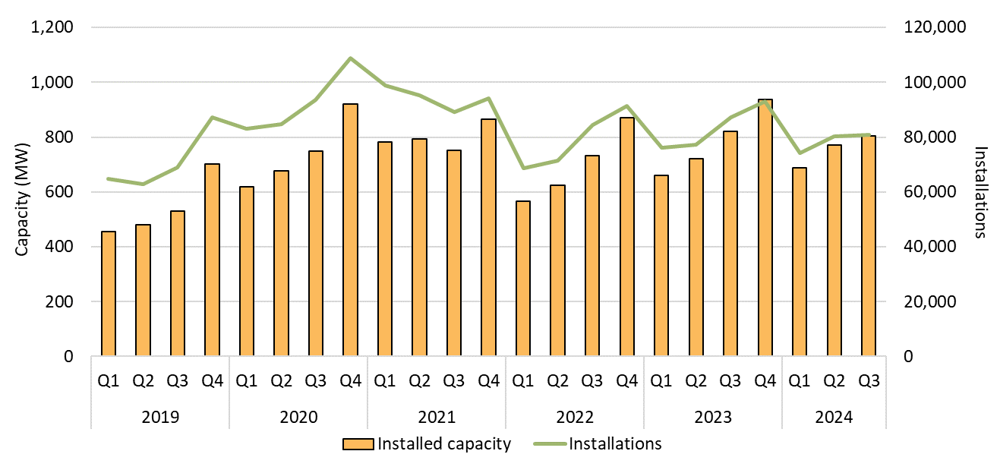 1,200
1,000
800
600
400
200
0
Capacity (MW)
120,000
100,000
80,000
60,000
40,000
20,000
0
Installations
Q1 Q2 Q3 Q4 Q1 Q2 Q3 Q4 Q1 Q2 Q3 Q4 Q1 Q2 Q3 Q4 Q1 Q2 Q3 Q4 Q1 Q2 Q3
2019 2020 2021 2022 2023 2024
Installed capacity Installations